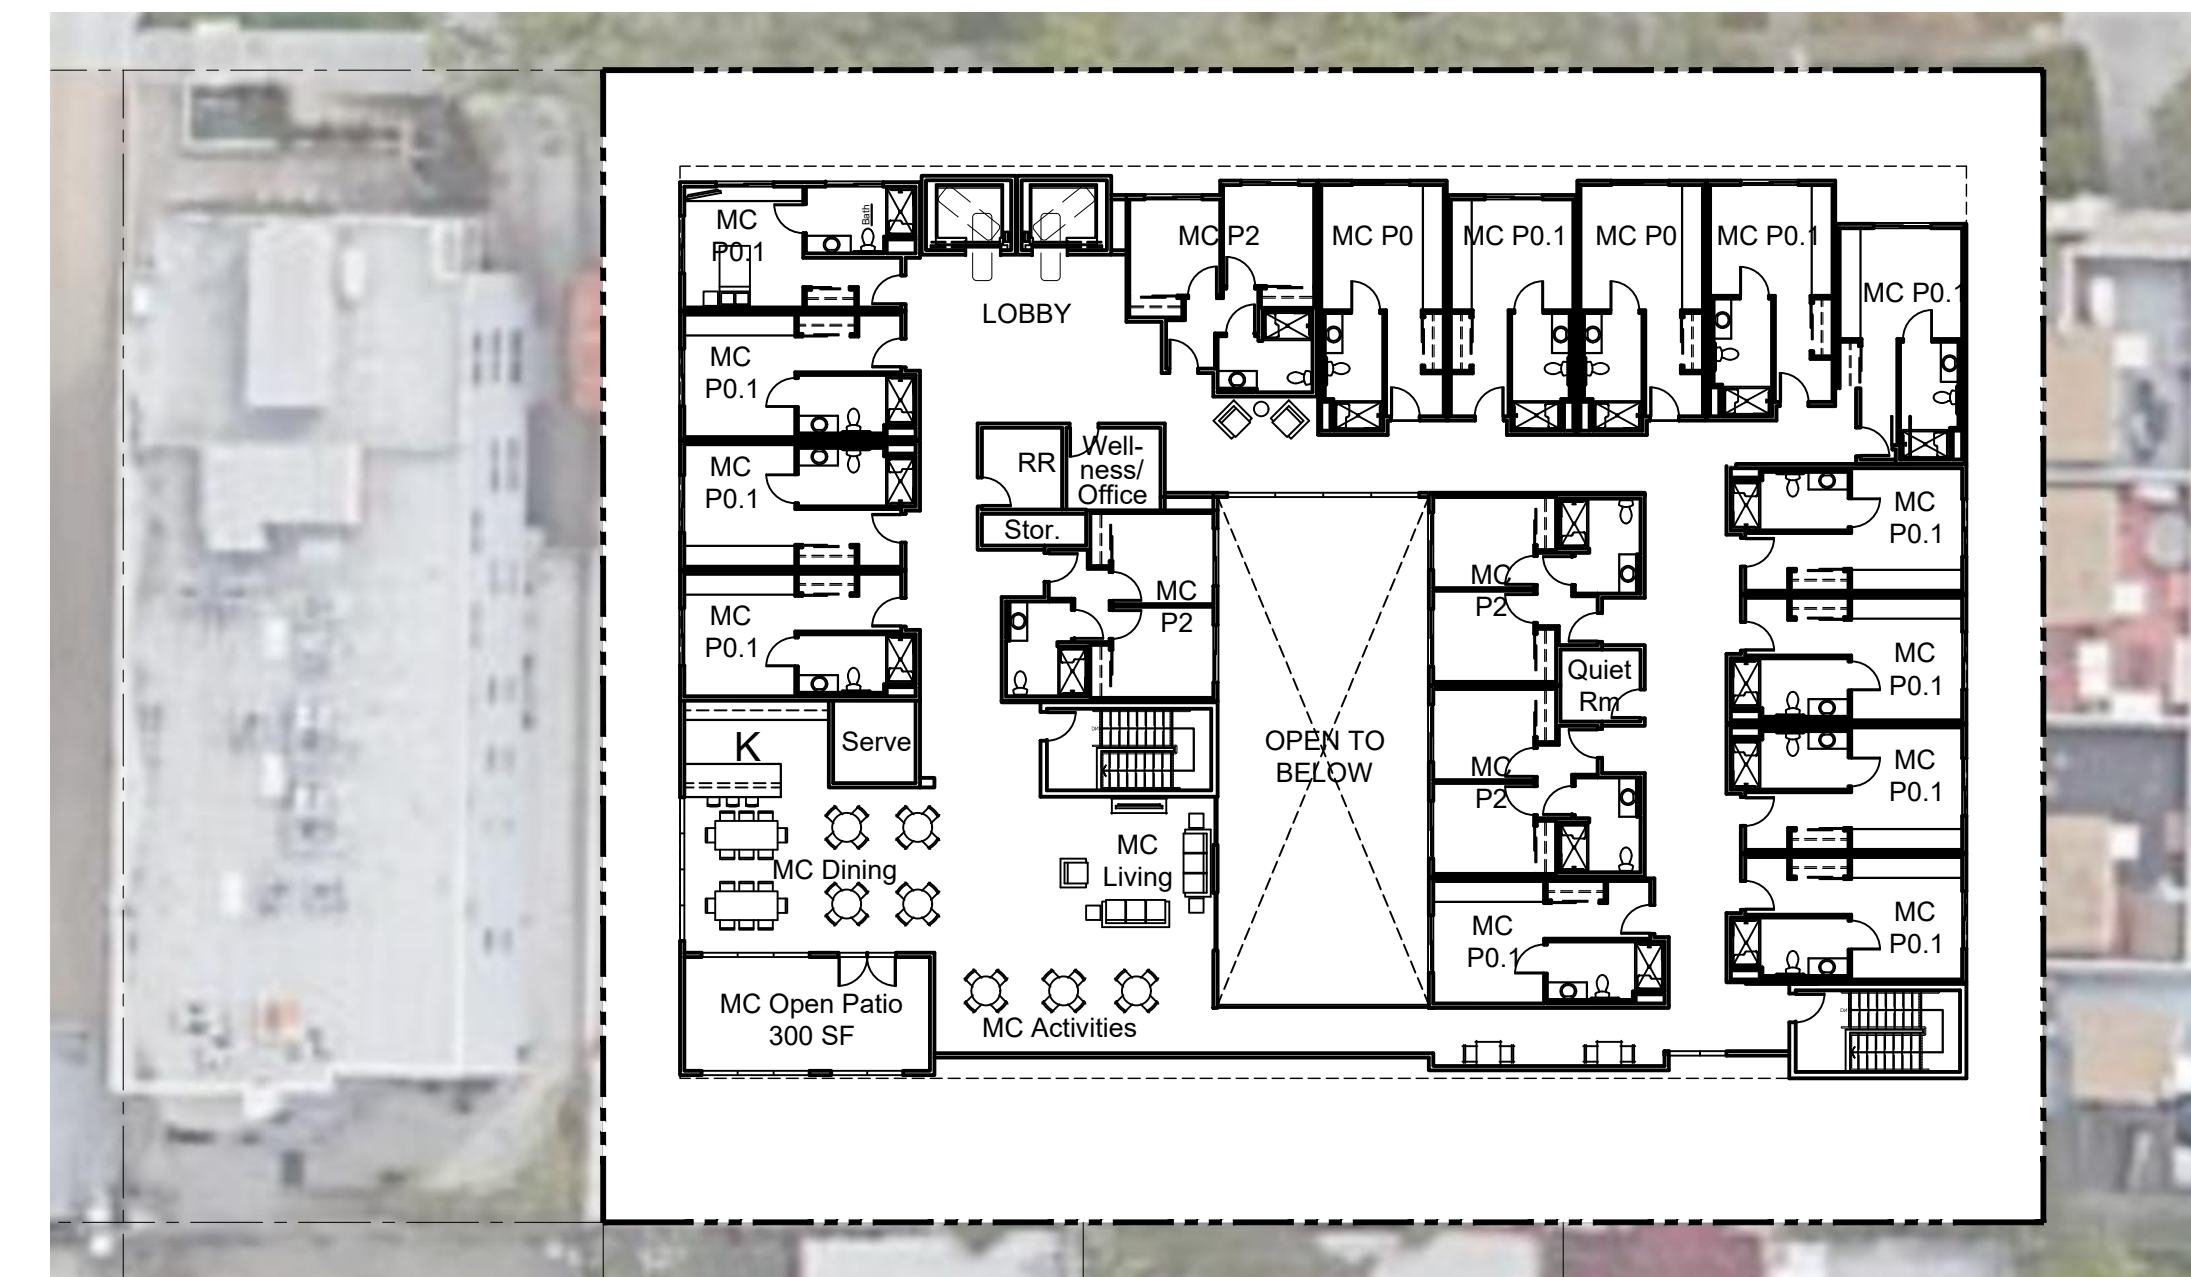 MC
P0.1
Bath
LOBBY
MC P2
MC P0
MC P0.1
MC P0
MC P0.1
MC P0.1
MC
P0.1
MC
P0.1
MC
P0.1
RR
Well-
ness/
Office
Stor.
MC
P2
MC
P2
Quiet
Rm
MC
P2
MC
P0.1
MC
P0.1
MC
P0.1
MC
P0.1
MC
P0.1
K
Serve
OPEN TO
BELOW
MC Dining
MC
Living
MC Open Patio
300 SF
MC Activities
DN